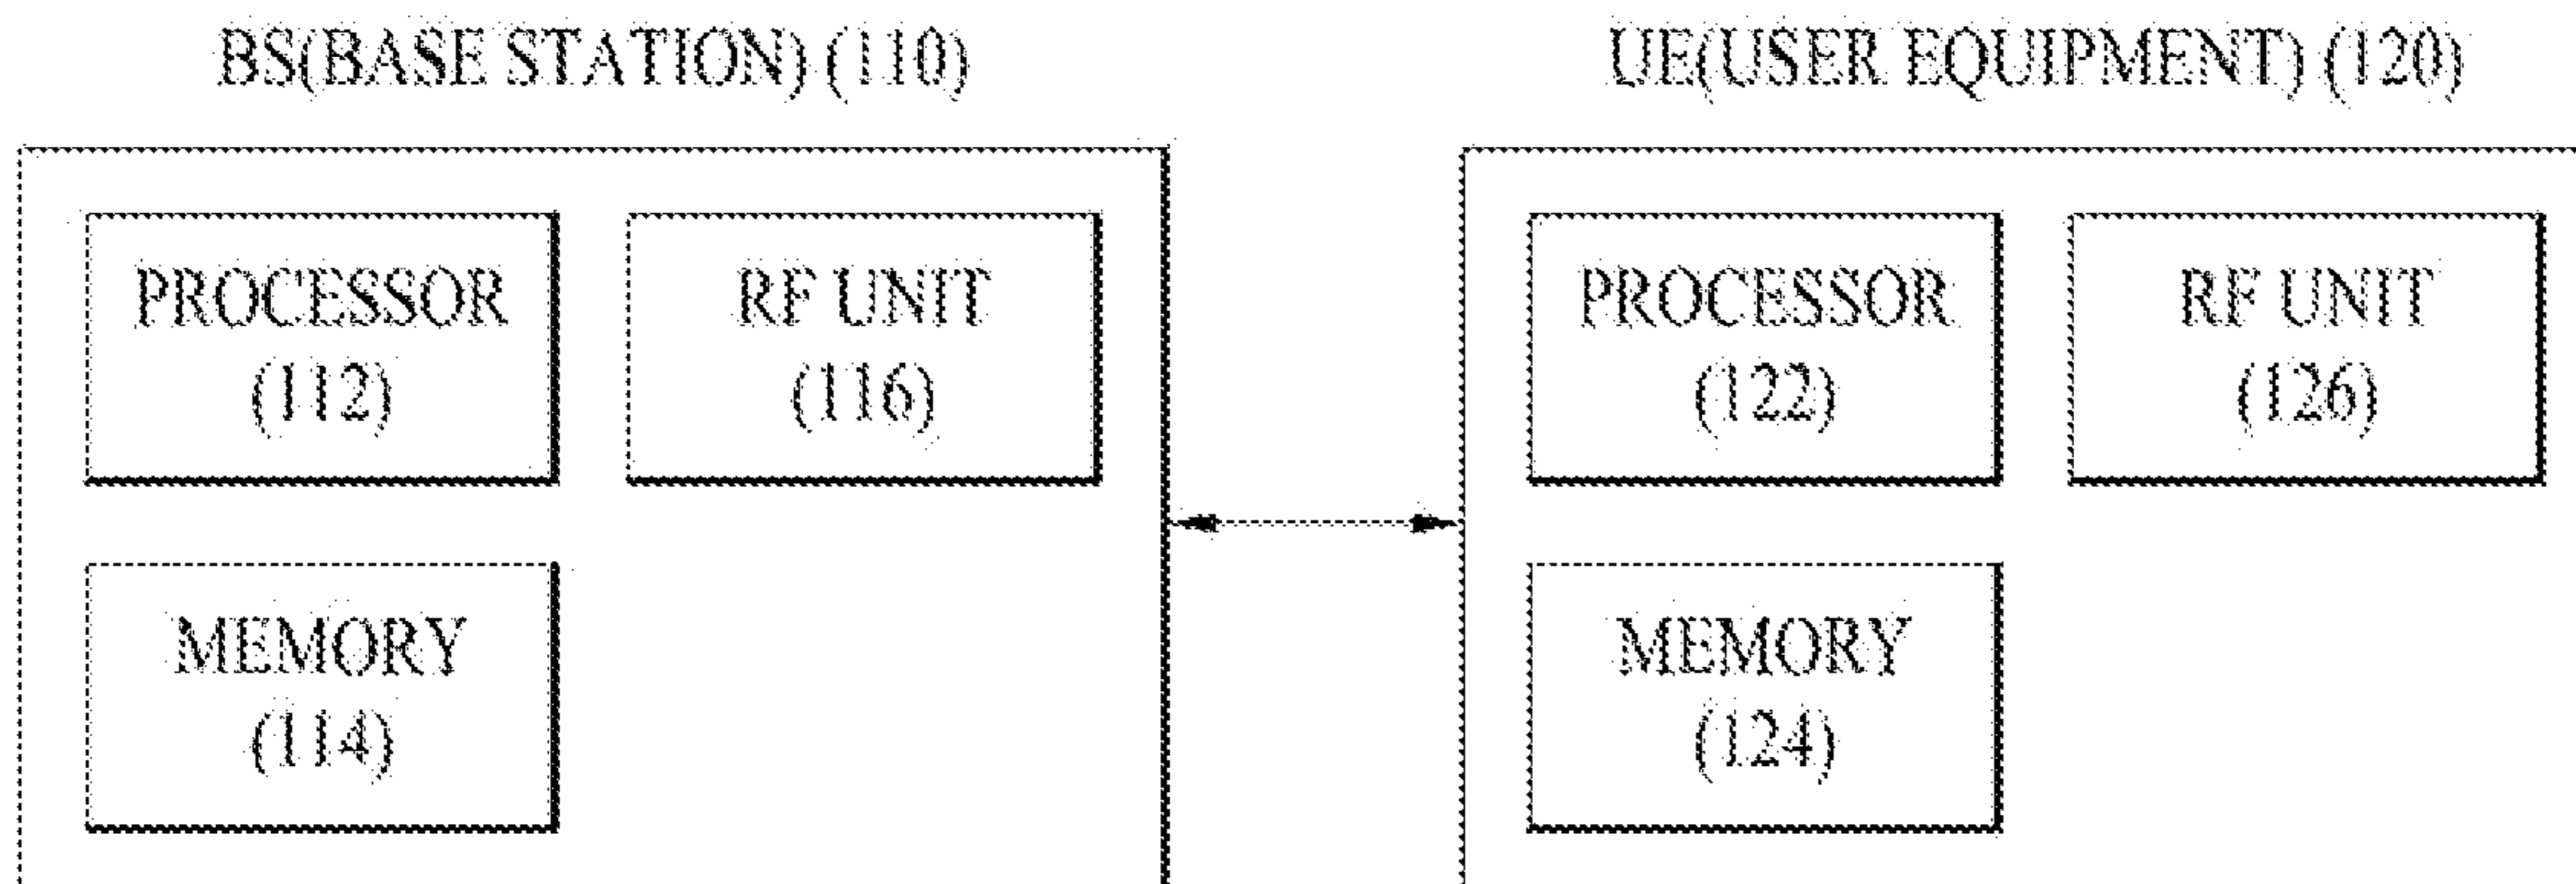 BS(BASE STATION) (110)
UE(USER EQUIPMENT) (120)
PROCESSOR
(112)
RF UNIT
(116)
MEMORY
(114)
PROCESSOR
(122)
RF UNIT
(126)
MEMORY
(124)